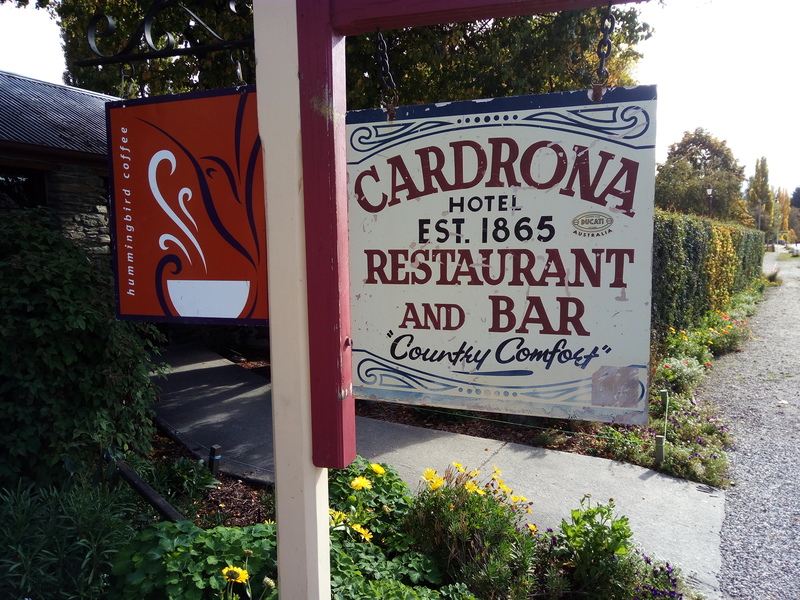 hummingbird coffee
CARDRONA
HOTEL
EST. 1865
DUCATI
AUSTRALIA
RESTAURANT
AND BAR
"Country Comfort"